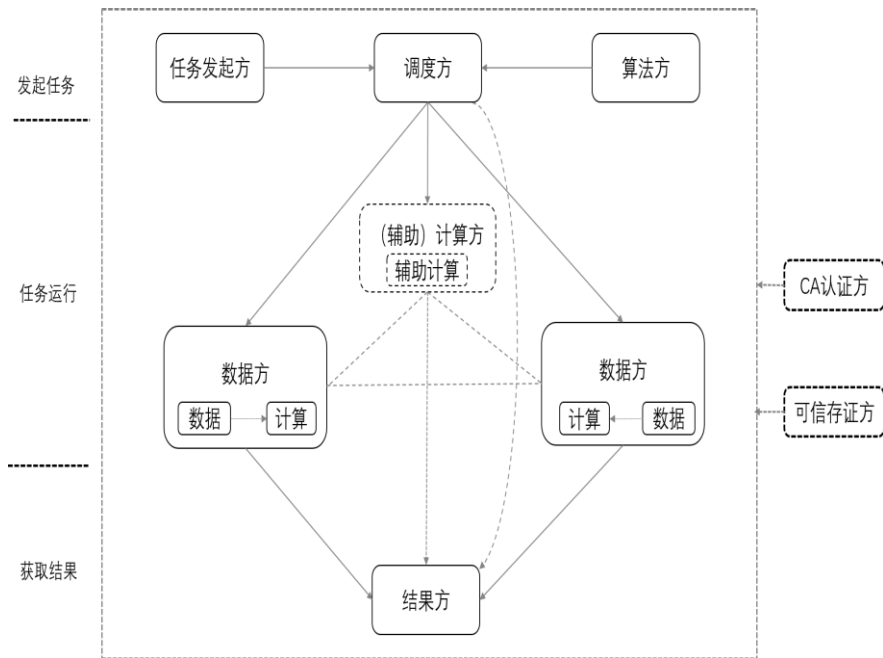 任务发起方
调度方
算法方
发起任务
（辅助）计算方
辅助计算
CA认证方
任务运行
数据方
数据方
数据
计算
计算
数据
可信存证方
获取结果
结果方